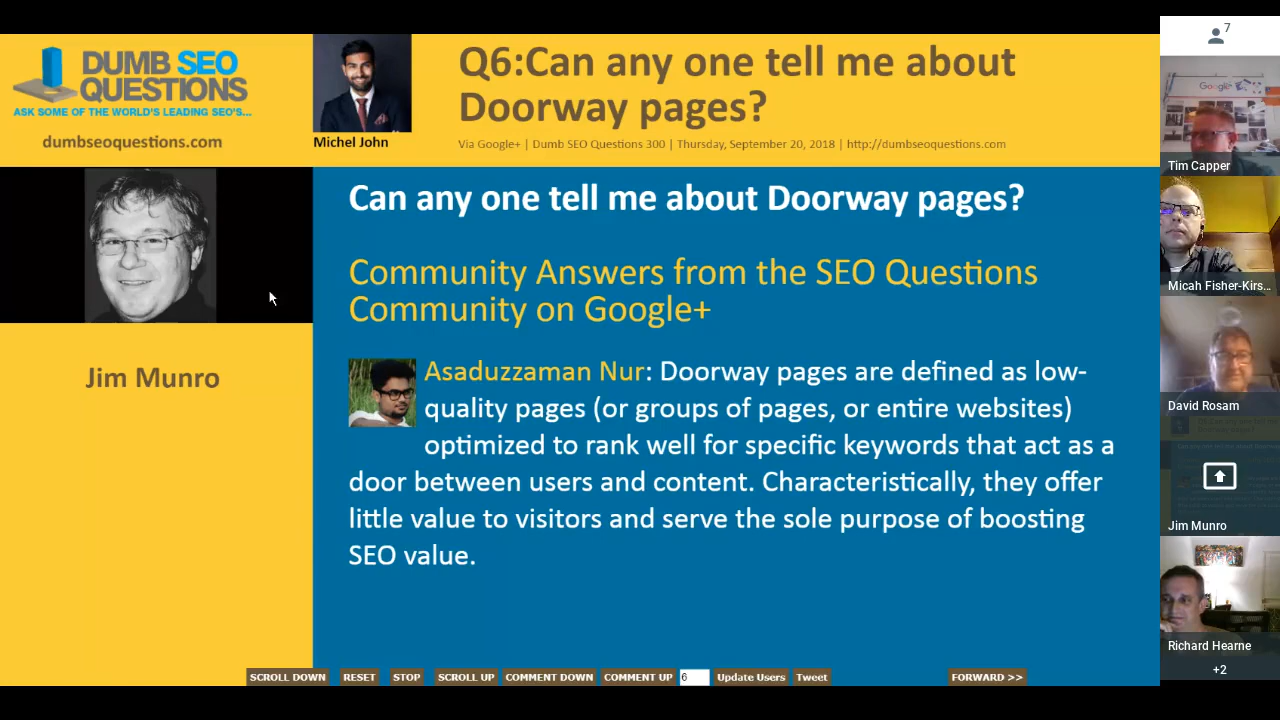 DUMB SEO
QUESTIONS
ASK SOME OF THE WORLD'S LEADING SEO'S...
dumbseoquestions.com
Michel John
Q6:Can any one tell me about
Doorway pages?
Via Google+ | Dumb SEO Questions 300 | Thursday, September 20, 2018 | http://dumbseoquestions.com
Jim Munro
Can any one tell me about Doorway pages?
Community Answers from the SEO Questions
Community on Google+
Asaduzzaman Nur: Doorway pages are defined as low-
quality pages (or groups of pages, or entire websites)
optimized to rank well for specific keywords that act as a
door between users and content. Characteristically, they offer
little value to visitors and serve the sole purpose of boosting
SEO value.
SCROLL DOWN RESET STOP SCROLL UP COMMENT DOWN COMMENT UP 6 Update Users Tweet FORWARD >>
7
Google+
Tim Capper
Micah Fisher-Kirs...
David Rosam
Jim Munro
Richard Hearne
+2